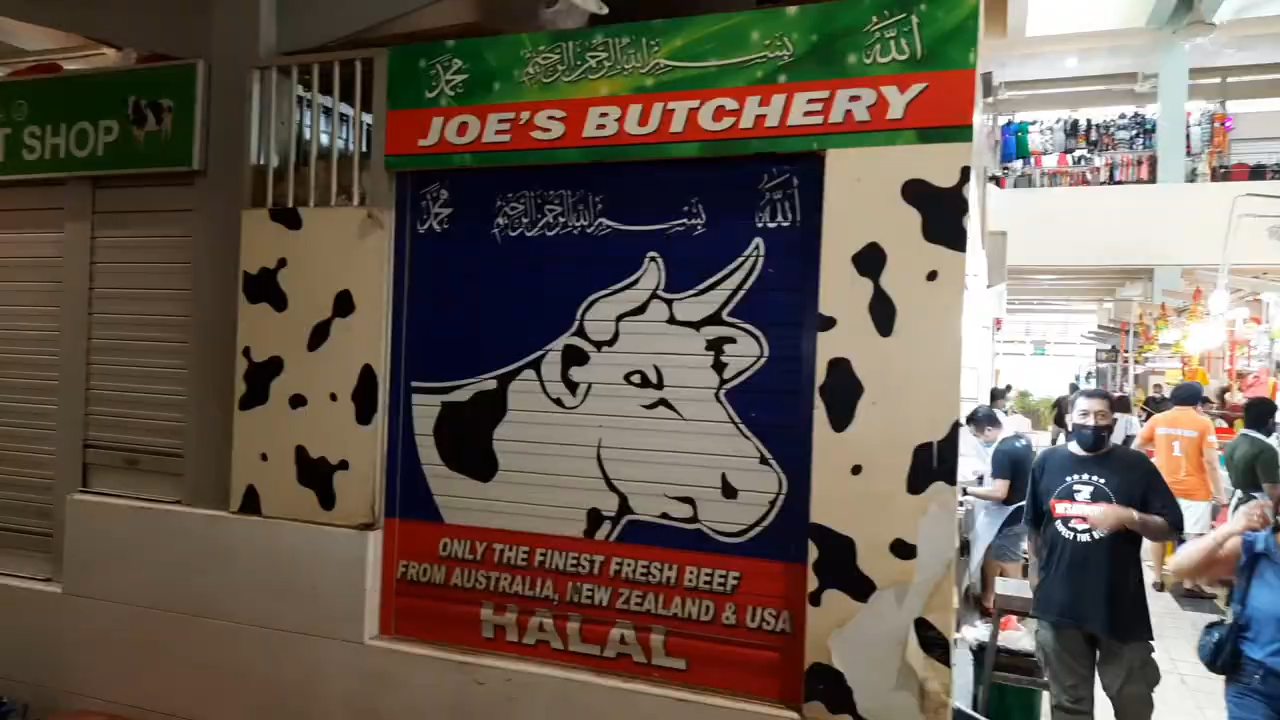 T SHOP
محمد بسم الله الرحمن الرحيم الله
JOE'S BUTCHERY
محمد بسم الله الرحمن الرحيم الله
ONLY THE FINEST FRESH BEEF
FROM AUSTRALIA, NEW ZEALAND & USA
HALAL
1